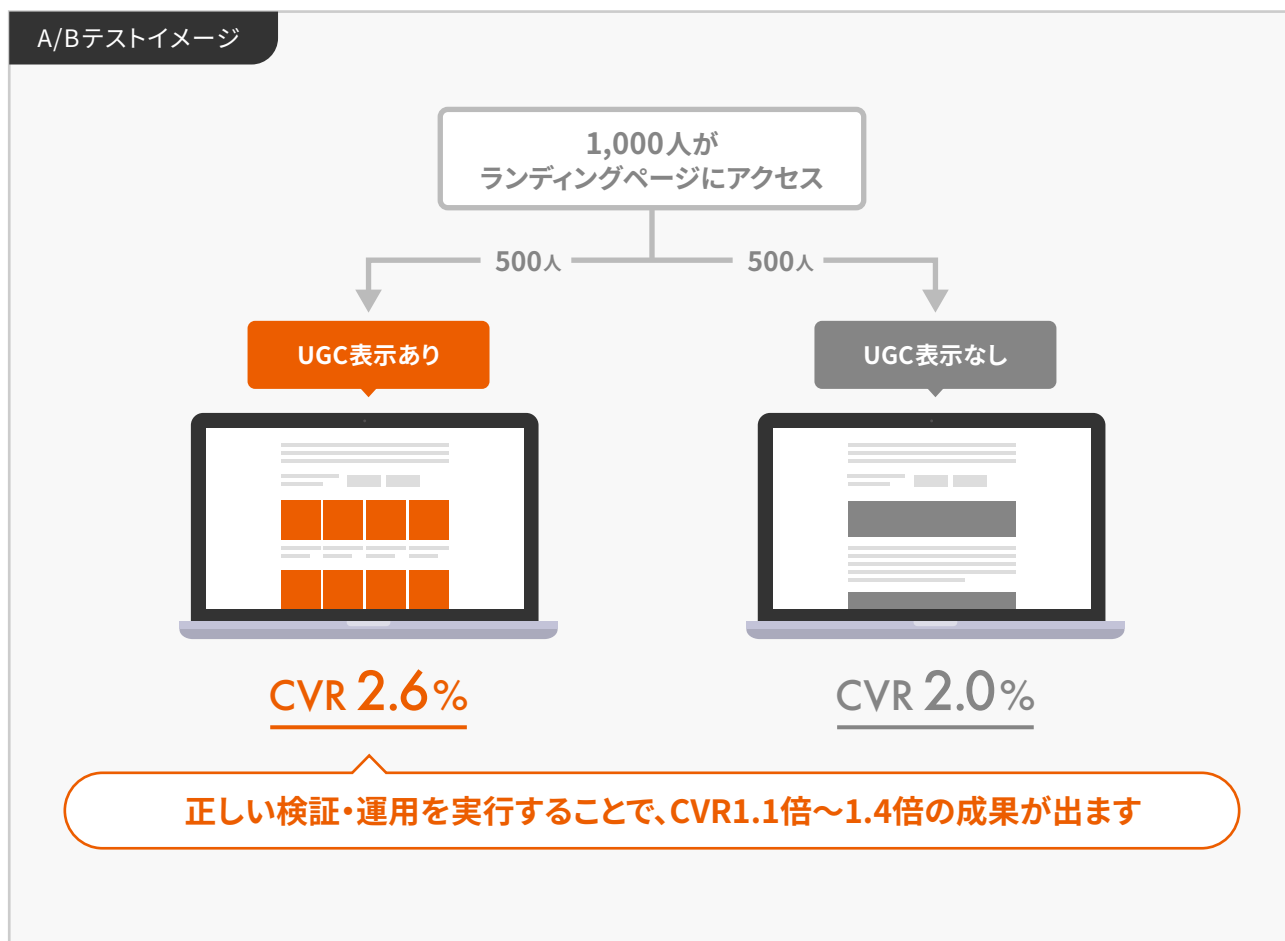 A/Bテストイメージ
1,000人が
ランディングページにアクセス
500人
500人
UGC表示あり
UGC表示なし
CVR 2.6%
CVR 2.0%
正しい検証・運用を実行することで、CVR1.1倍〜1.4倍の成果が出ます